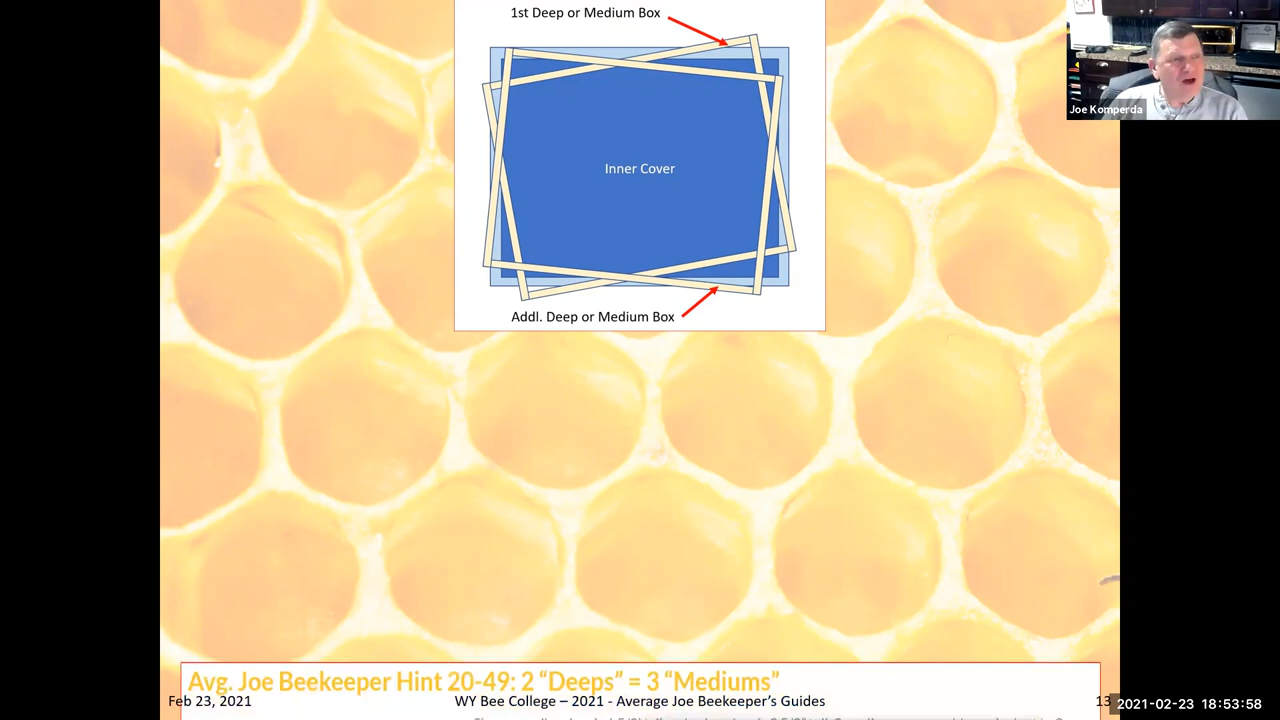 1st Deep or Medium Box
Joe Komperda
Inner Cover
Addl. Deep or Medium Box
Avg. Joe Beekeeper Hint 20-49: 2 “Deeps” = 3 “Mediums”
Feb 23, 2021
WY Bee College – 2021 - Average Joe Beekeeper’s Guides
13
2021-02-23 18:53:58